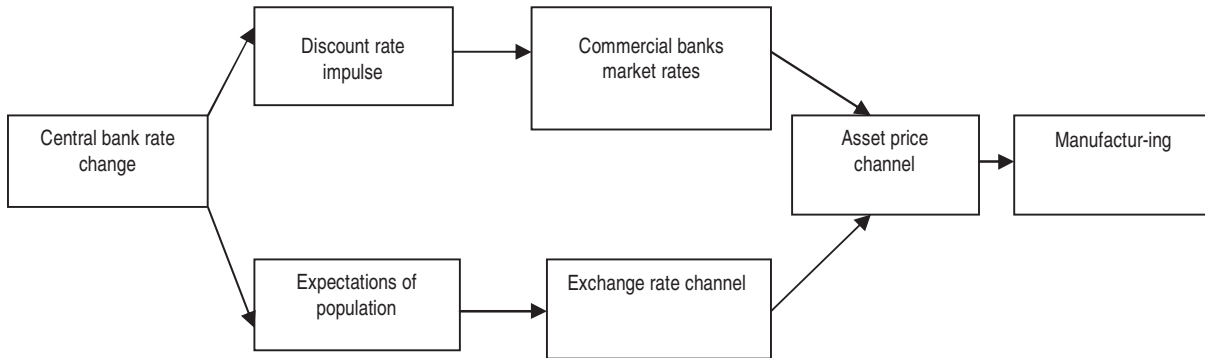 Discount rate
impulse
Commercial banks
market rates
Central bank rate
change
Asset price
channel
Manufactur-ing
Expectations of
population
Exchange rate channel